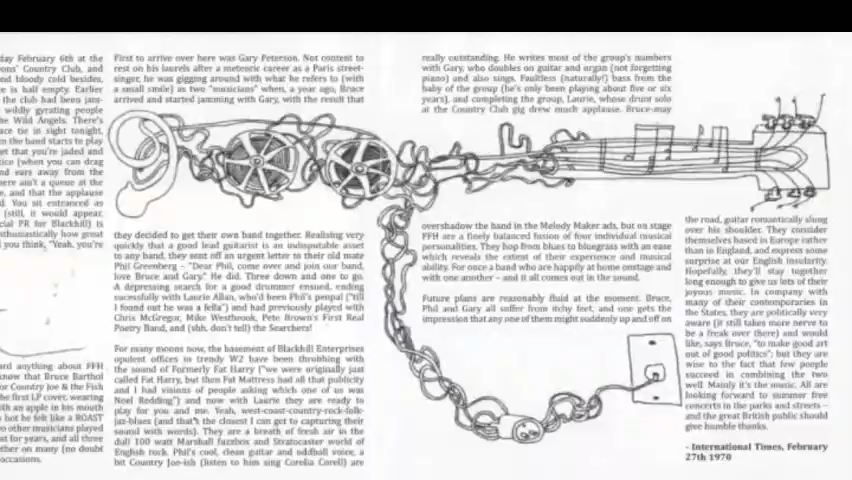 day February 6th at the
ons' Country Club, and
nd bloody cold besides,
e is half empty. Earlier
the club had been jam-
wildly gyrating people
he Wild Angels. There's
ace tie in sight tonight,
n the band starts to play
et that you're jaded and
tice (when you can drag
nd ears away from the
here ain't a queue at the
e, and that the applause
d. You sit entranced as
(still, it would appear,
cial PR for Blackhill) is
nthusiastically how great
d you think, "Yeah, you're
ard anything about FFH
know that Bruce Barthol
or Country Joe & the Fish
he first LP cover, wearing
ith an apple in his mouth
hot he felt like a ROAST
o other musicians played
at for years, and all three
ether on many (no doubt
occasions.
First to arrive over here was Gary Peterson. Not content to
rest on his laurels after a meteoric career as a Paris street-
singer, he was gigging around with what he refers to (with
a small smile) as two "musicians" when, a year ago, Bruce
arrived and started jamming with Gary, with the result that
they decided to get their own band together. Realising very
quickly that a good lead guitarist is an indisputable asset
to any band, they sent off an urgent letter to their old mate
Phil Greenberg – "Dear Phil, come over and join our band,
love Bruce and Gary." He did. Three down and one to go.
A depressing search for a good drummer ensued, ending
sucessfully with Laurie Allan, who'd been Phil's penpal ("till
I found out he was a fella") and had previously played with
Chris McGregor, Mike Westbrook, Pete Brown's First Real
Poetry Band, and (shh, don't tell) the Searchers!
For many moons now, the basement of Blackhill Enterprises
opulent offices in trendy W2 have been throbbing with
the sound of Formerly Fat Harry ("we were originally just
called Fat Harry, but then Fat Mattress had all that publicity
and I had visions of people asking which one of us was
Noel Redding") and now with Laurie they are ready to
play for you and me. Yeah, west-coast-country-rock-folk-
jaz-blues (and that's the closest I can get to capturing their
sound with words). They are a breath of fresh air in the
dull 100 watt Marshall fuzzbox and Stratocaster world of
English rock. Phil's cool, clean guitar and oddball voice, a
bit Country Joe-ish (listen to him sing Corelia Corell) are
really outstanding. He writes most of the group's numbers
with Gary, who doubles on guitar and organ (not forgetting
piano) and also sings. Faultless (naturally!) bass from the
baby of the group (he's only been playing about five or six
years), and completing the group, Laurie, whose drunt solo
at the Country Club gig drew much applause. Bruce-may
overshadow the band in the Melody Maker ads, but on stage
FFH are a finely balanced fusion of four individual musical
personalities. They hop from blues to bluegrass with an ease
which reveals the extent of their experience and musical
ability. For once a band who are happily at home onstage and
with one another – and it all comes out in the sound.
Future plans are reasonably fluid at the moment. Bruce,
Phil and Gary all suffer from itchy feet, and one gets the
impression that any one of them might suddenly up and off on
the road, guitar romantically slung
over his shoulder. They consider
themselves based in Europe rather
than in England, and express some
surprise at our English insularity.
Hopefully, they'll stay together
long enough to give us lots of their
joyous music. In company with
many of their contemporaries in
the States, they are politically very
aware (it still takes more nerve to
be a freak over there) and would
like, says Bruce, "to make good art
out of good politics"; but they are
wise to the fact that few people
succeed in combining the two
well. Mainly it's the music. All are
looking forward to summer free
concerts in the parks and streets –
and the great British public should
give humble thanks.
- International Times, February
27th 1970